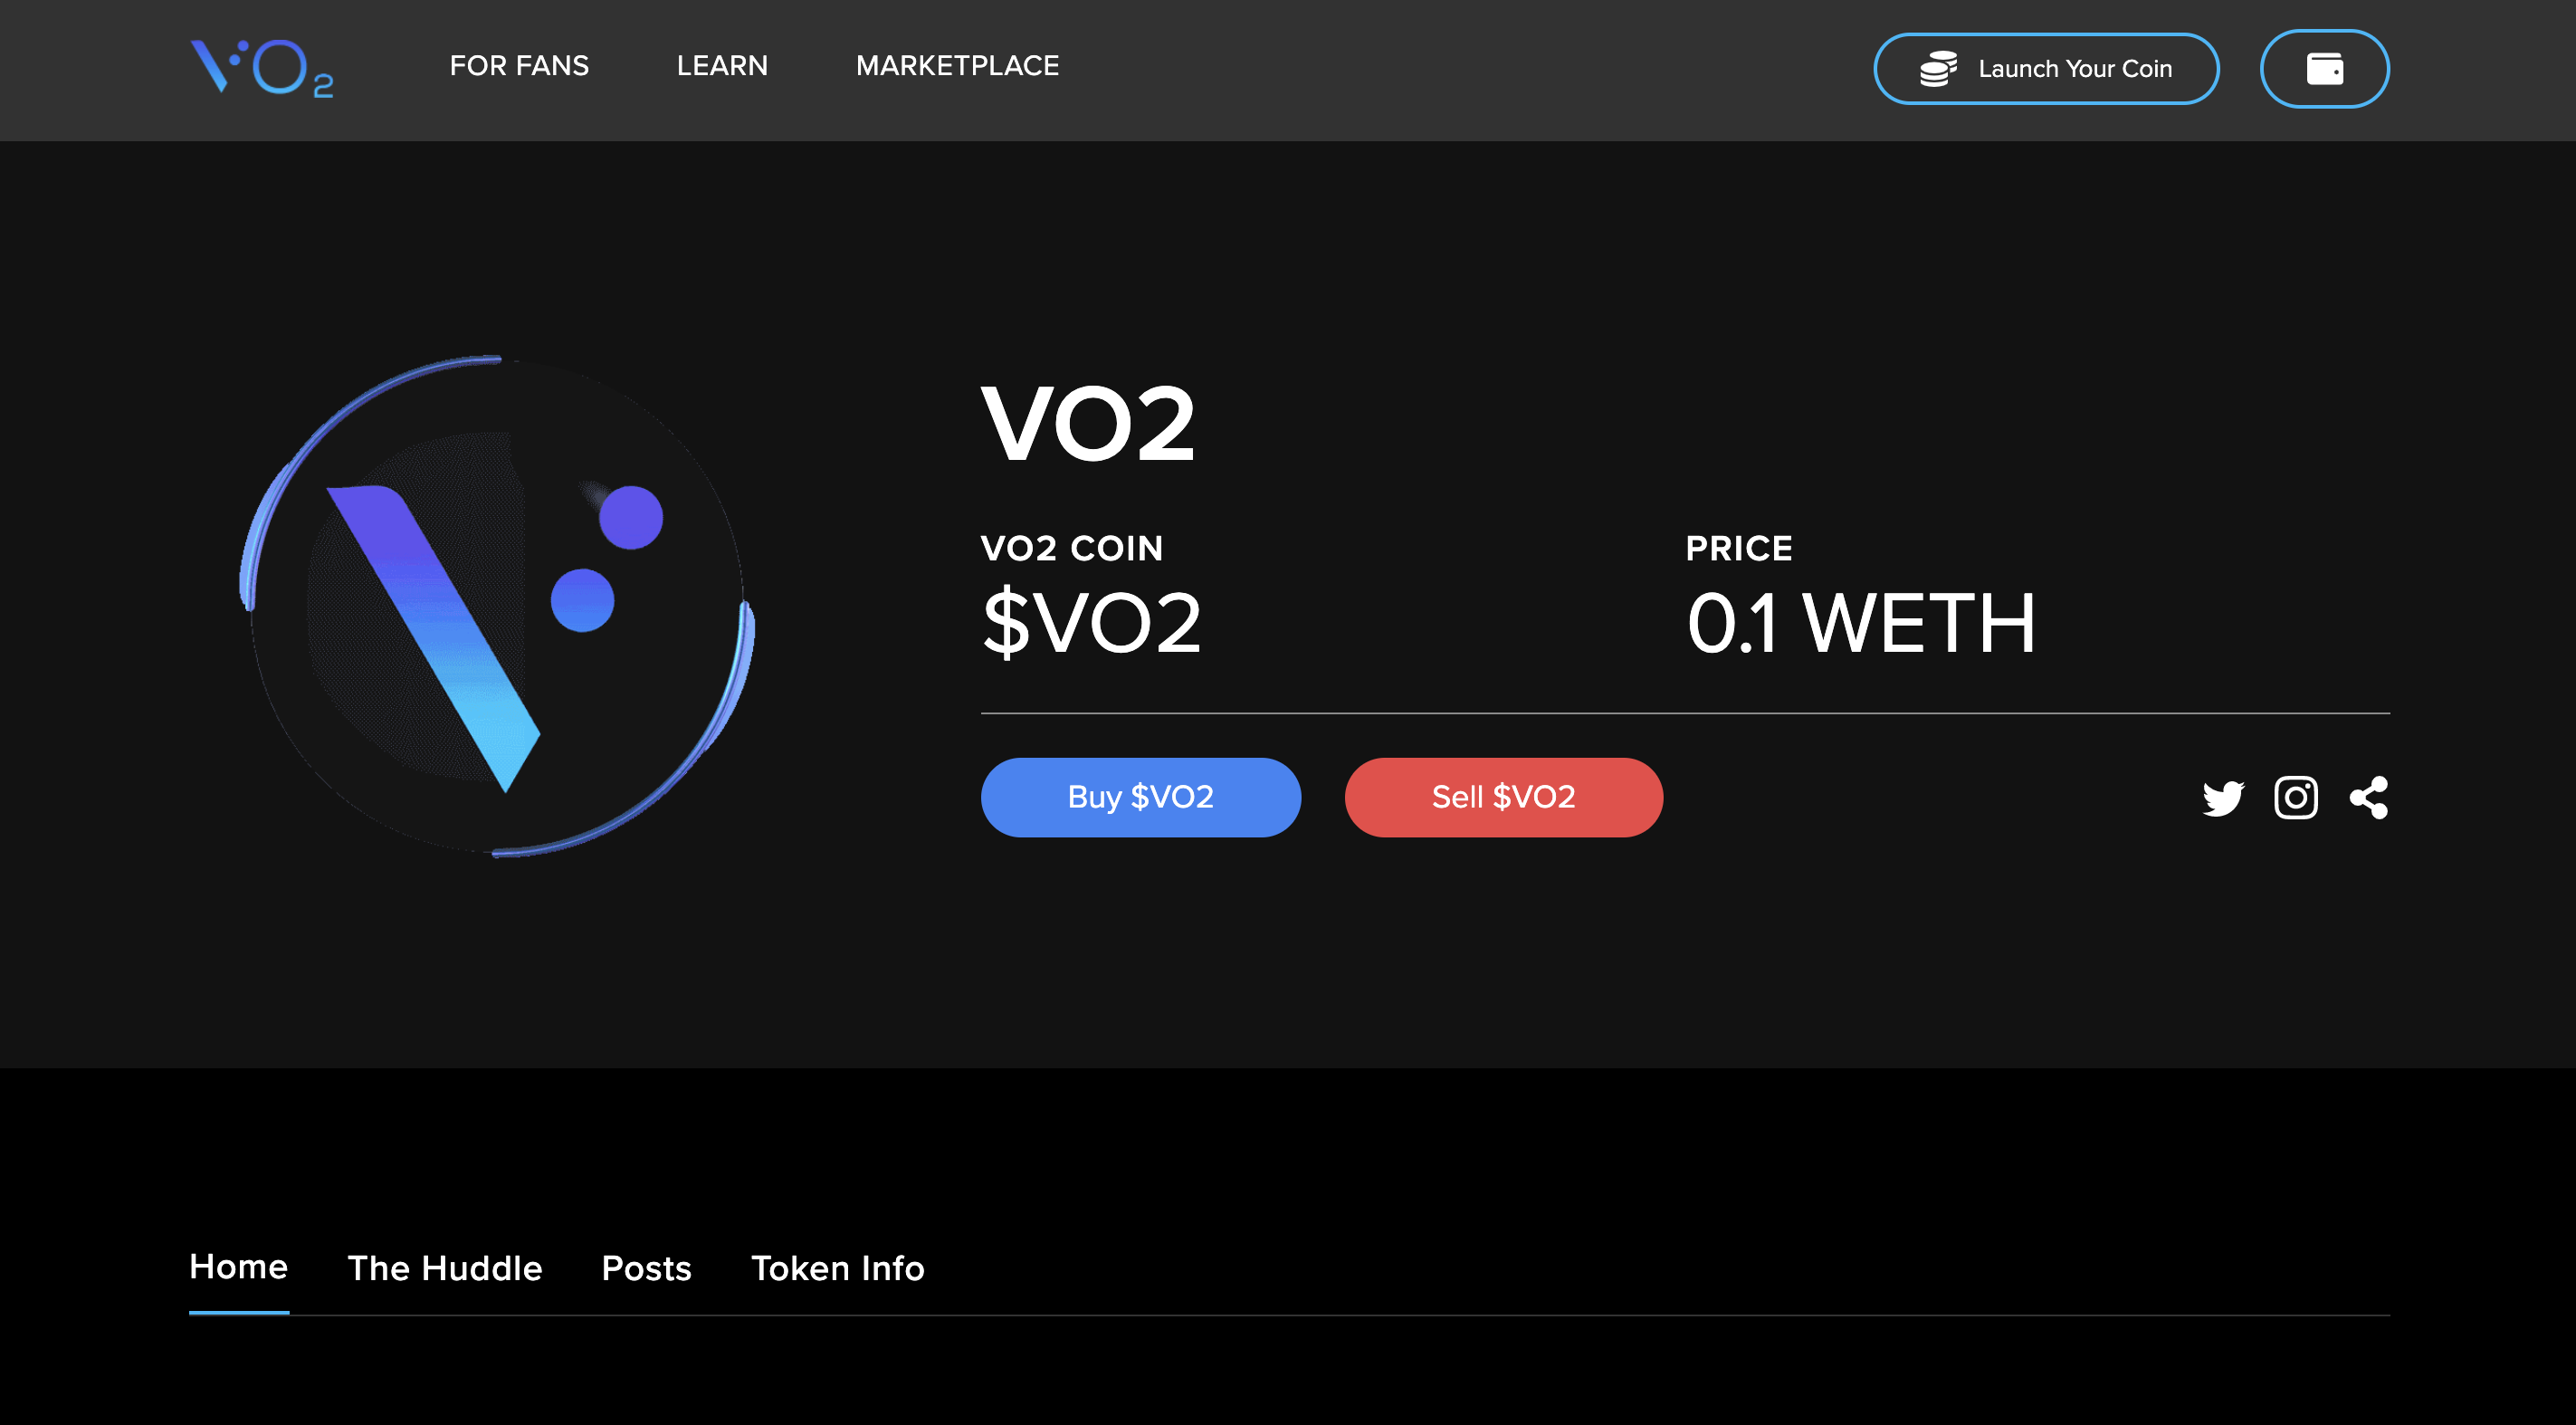 VO2
FOR FANS LEARN MARKETPLACE Launch Your Coin
VO2
VO2 COIN PRICE
$VO2 0.1 WETH
Buy $VO2 Sell $VO2
Home The Huddle Posts Token Info